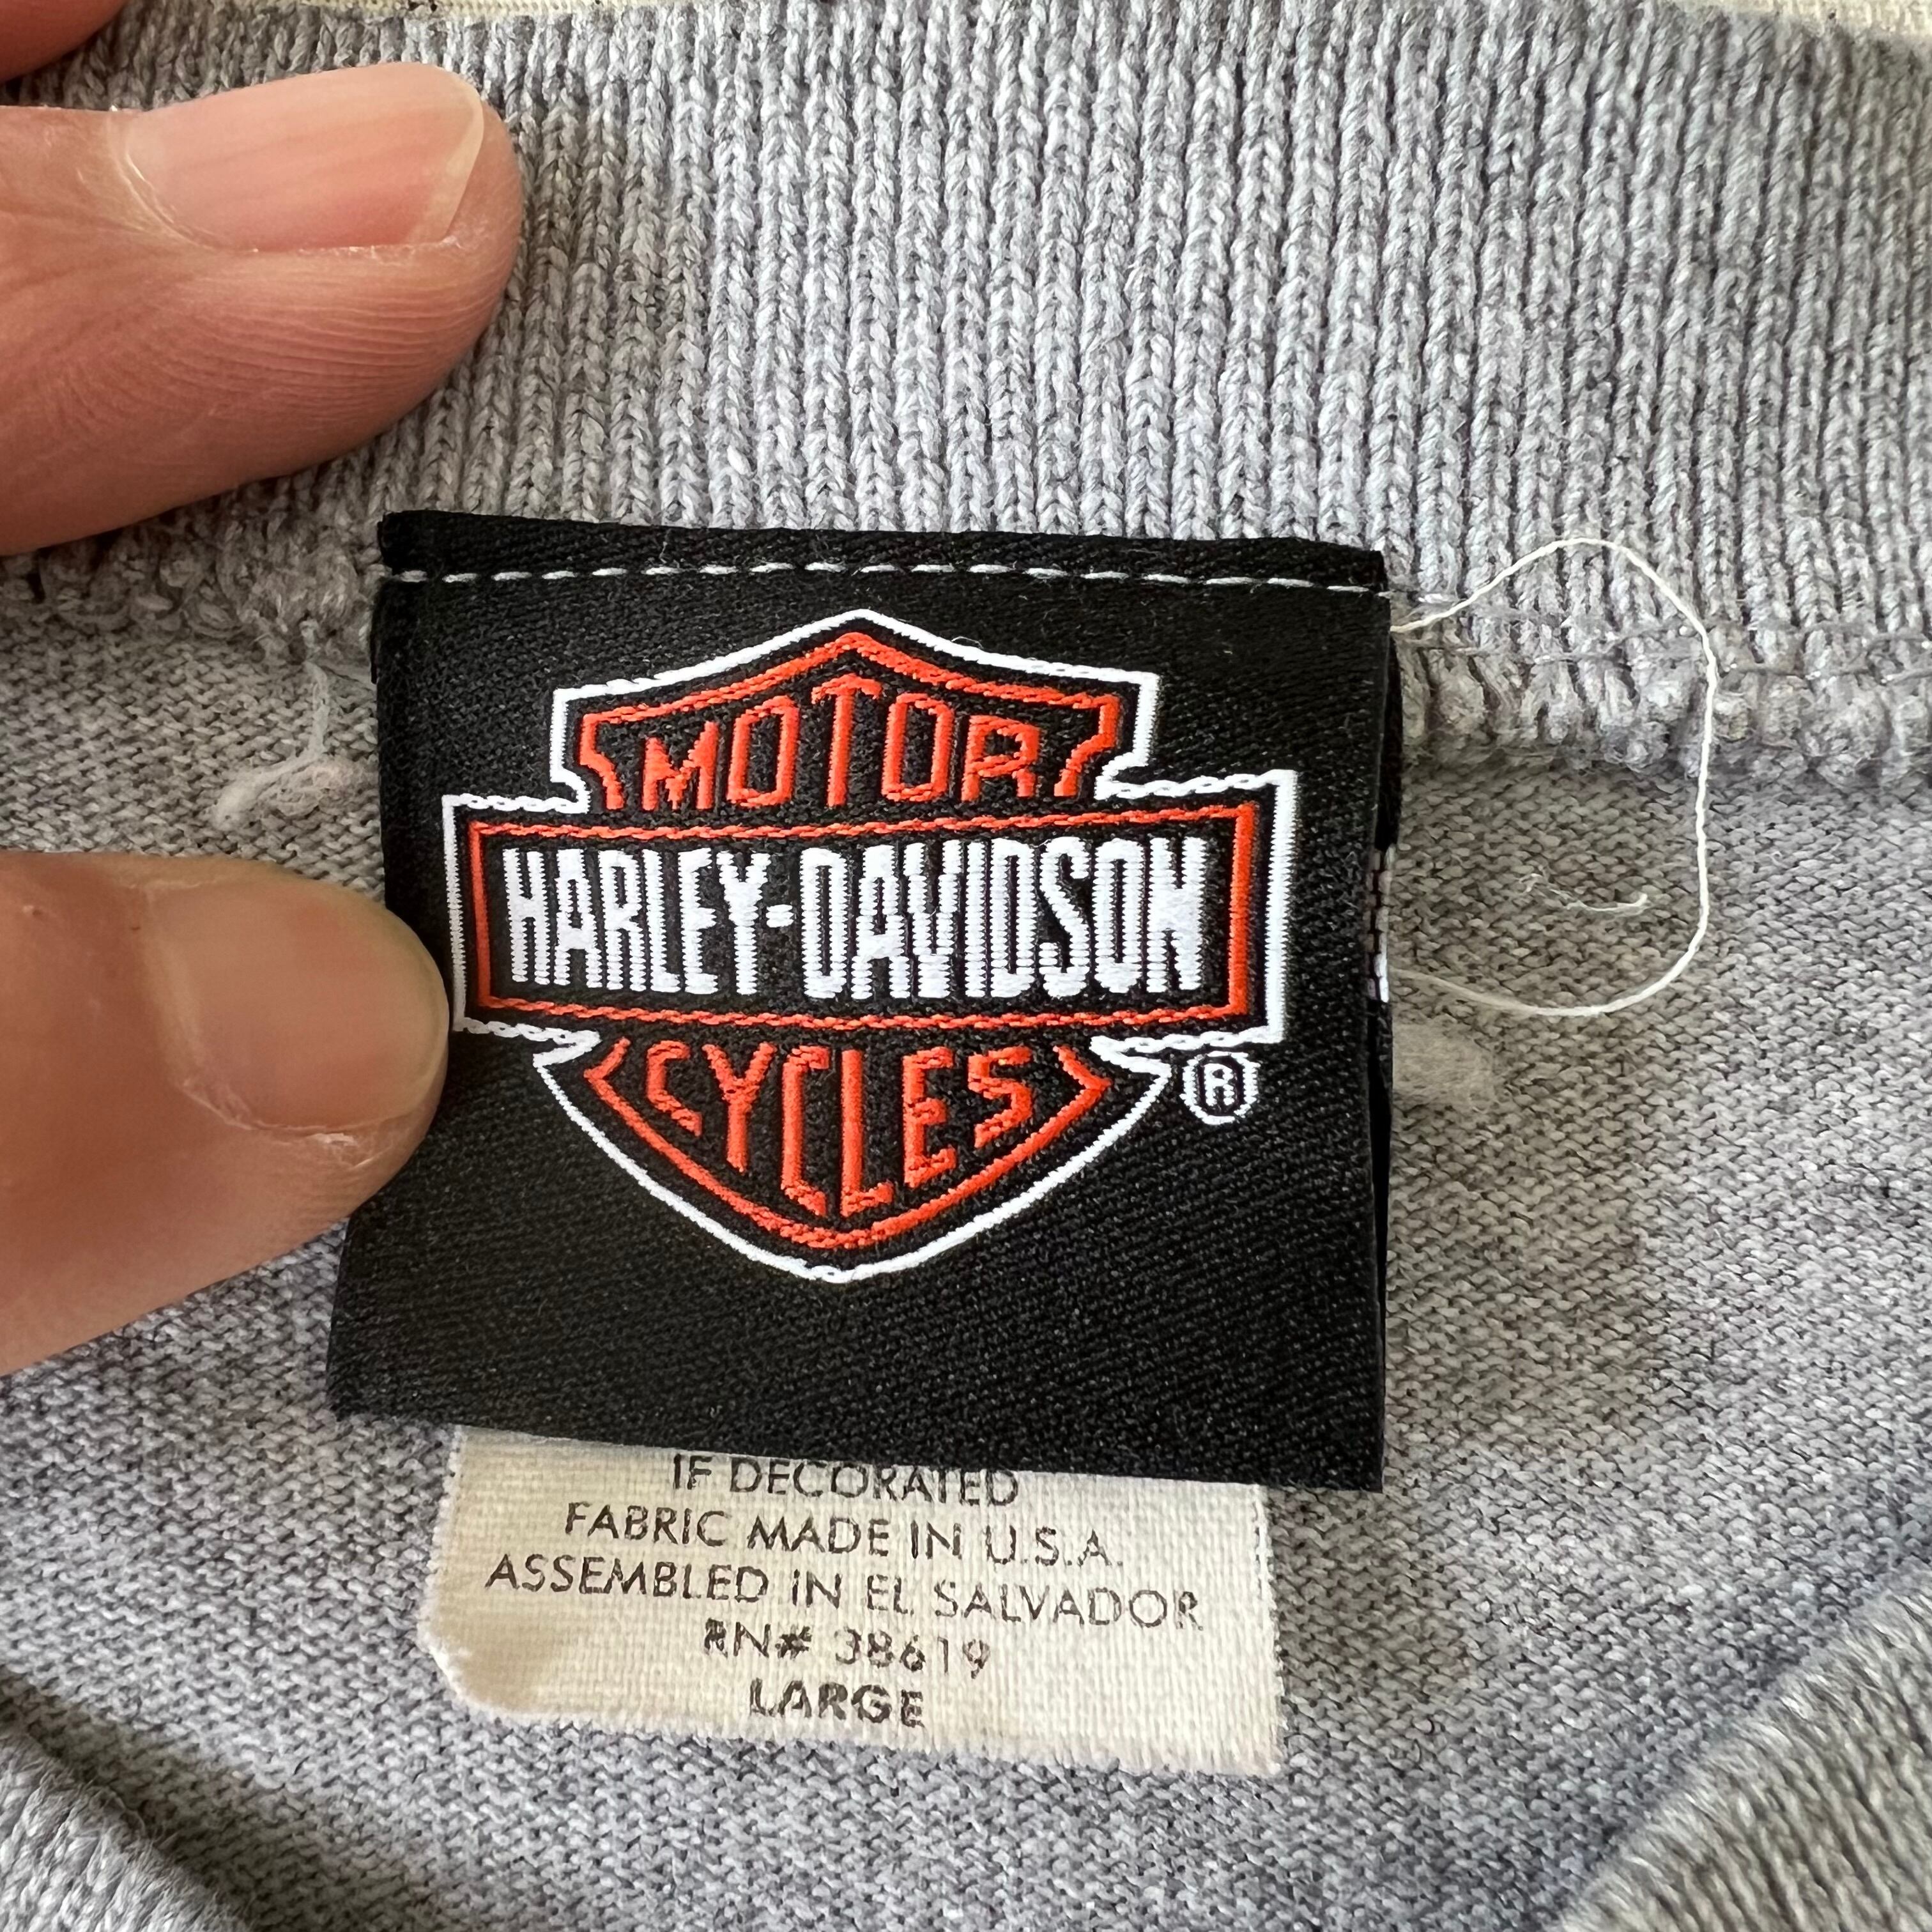 MOTOR
HARLEY-DAVIDSON
CYCLES
®
IF DECORATED
FABRIC MADE IN U.S.A.
ASSEMBLED IN EL SALVADOR
RN# 38619
LARGE